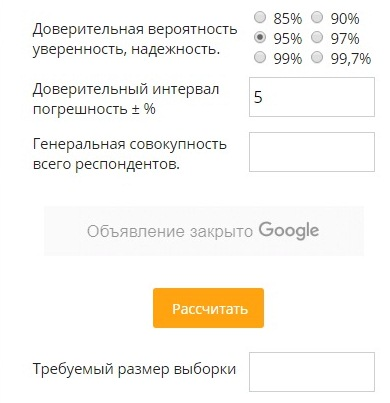 Доверительная вероятность
уверенность, надежность.
85% 90%
95% 97%
99% 99,7%
Доверительный интервал
погрешность ± %
5
Генеральная совокупность
всего респондентов.
Объявление закрыто Google
Рассчитать
Требуемый размер выборки